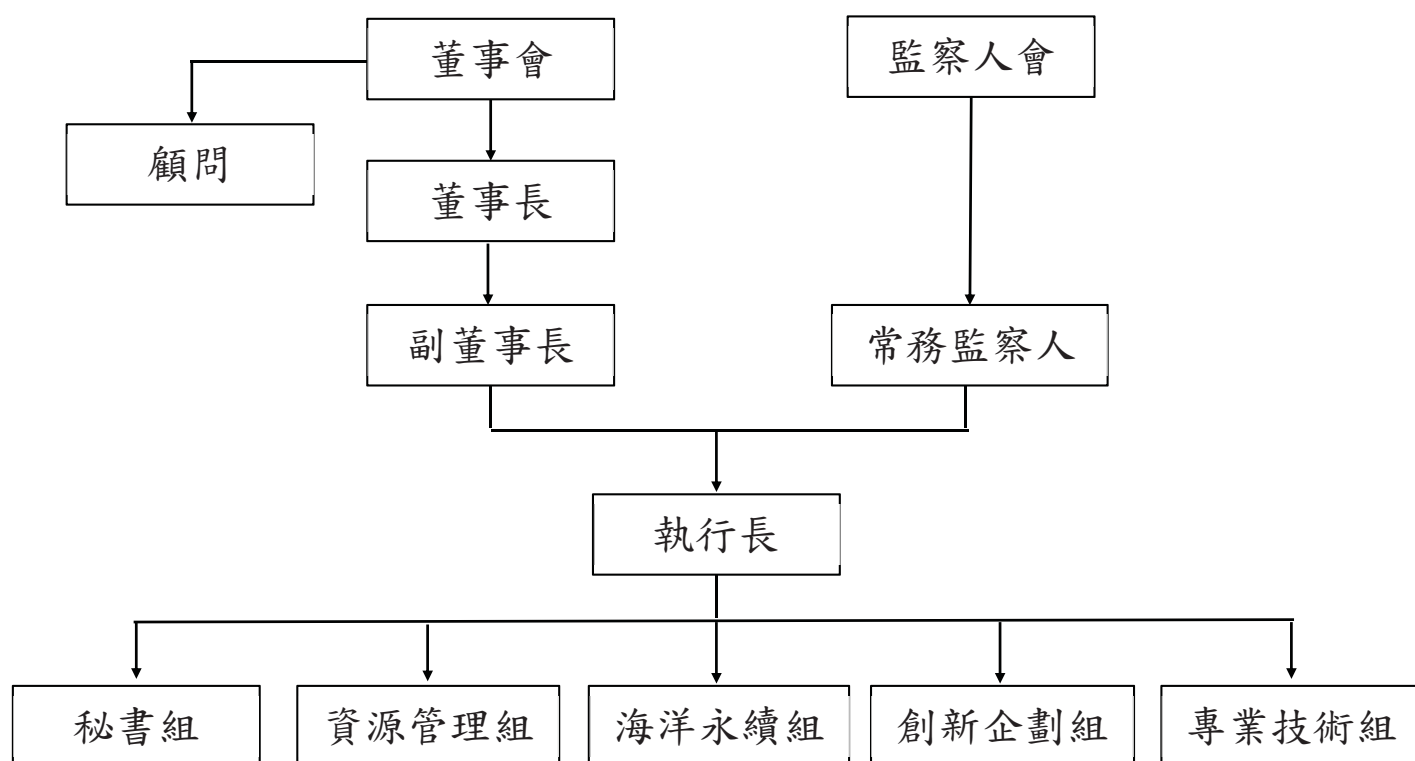 董事會
監察人會
顧問
董事長
副董事長
常務監察人
執行長
秘書組
資源管理組
海洋永續組
創新企劃組
專業技術組